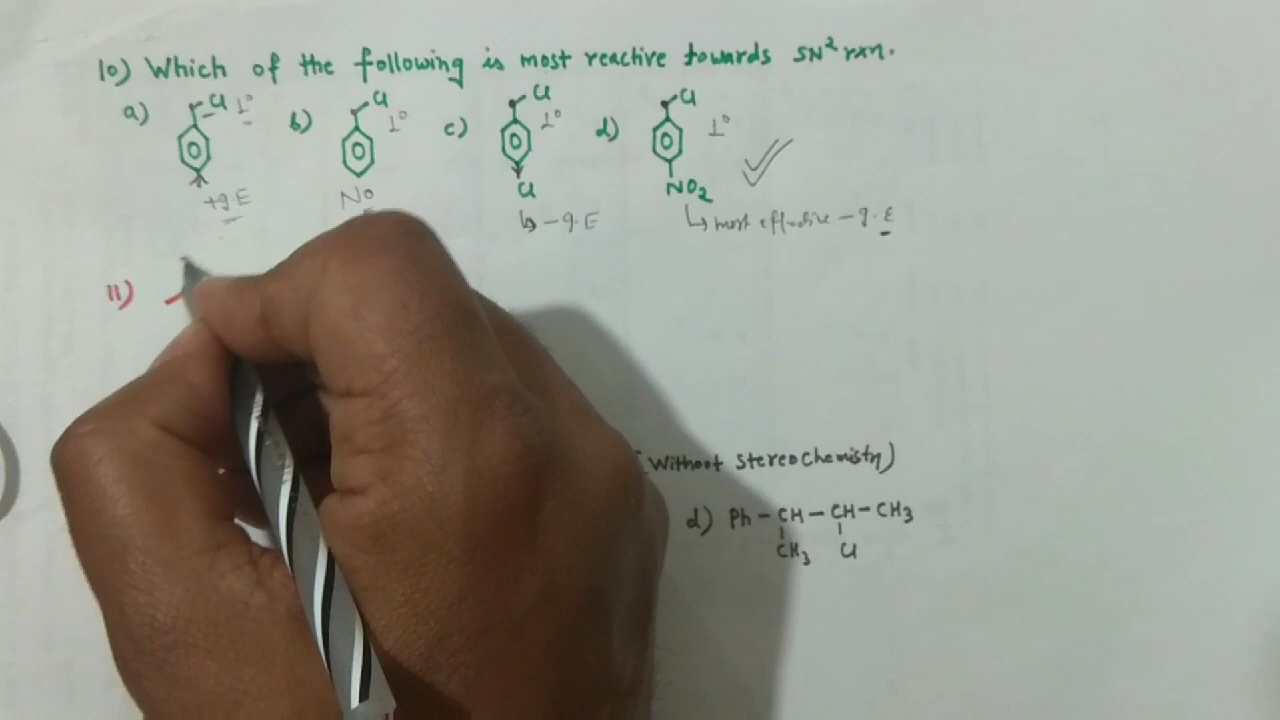 10) Which of the following is most reactive towards SN² rxn.
a) Cl 1° b) Cl 1° c) Cl 1° d) Cl 1°
Cl NO₂
+I.E No -I.E most effective -I.E
11)
(Without stereochemistry)
d) Ph-CH-CH-CH₃
CH₃ Cl